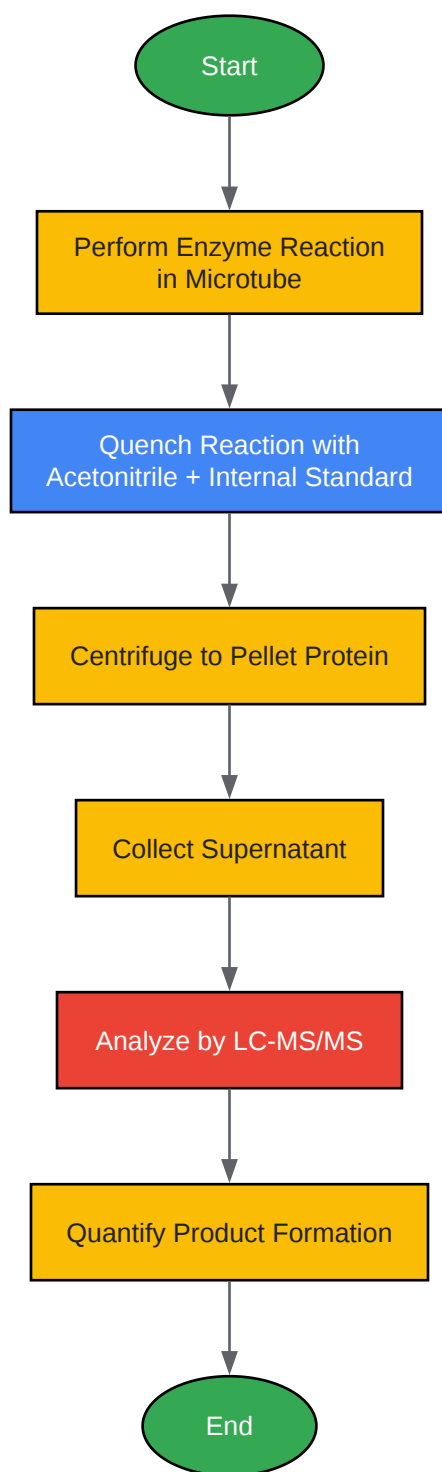 Start
Perform Enzyme Reaction
in Microtube
Quench Reaction with
Acetonitrile + Internal Standard
Centrifuge to Pellet Protein
Collect Supernatant
Analyze by LC-MS/MS
Quantify Product Formation
End